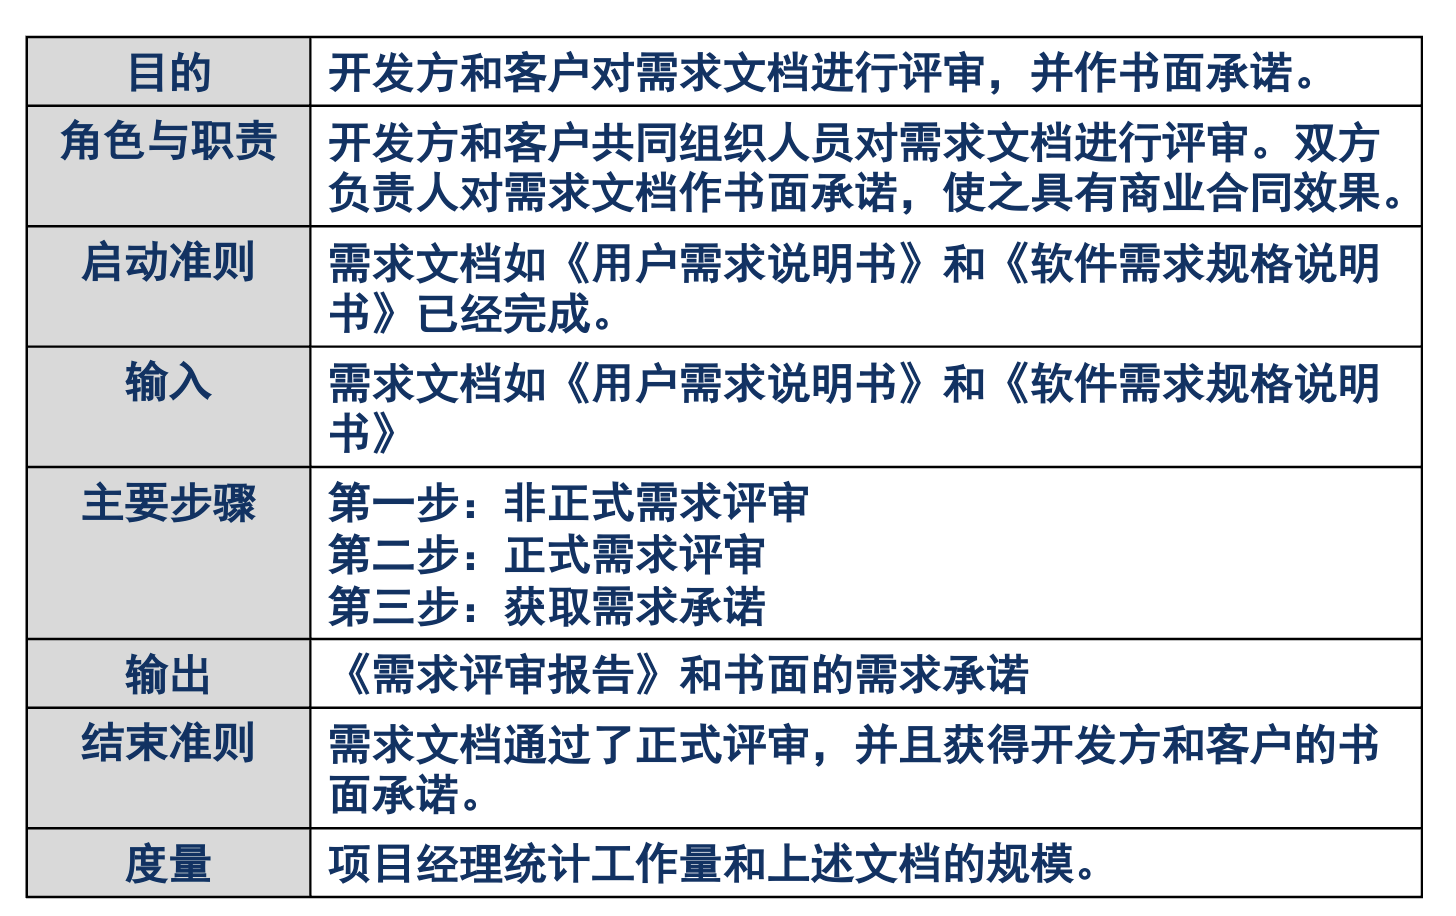 目的
开发方和客户对需求文档进行评审，并作书面承诺。
角色与职责
开发方和客户共同组织人员对需求文档进行评审。双方
负责人对需求文档作书面承诺，使之具有商业合同效果。
启动准则
需求文档如《用户需求说明书》和《软件需求规格说明
书》已经完成。
输入
需求文档如《用户需求说明书》和《软件需求规格说明
书》
主要步骤
第一步：非正式需求评审
第二步：正式需求评审
第三步：获取需求承诺
输出
《需求评审报告》和书面的需求承诺
结束准则
需求文档通过了正式评审，并且获得开发方和客户的书
面承诺。
度量
项目经理统计工作量和上述文档的规模。